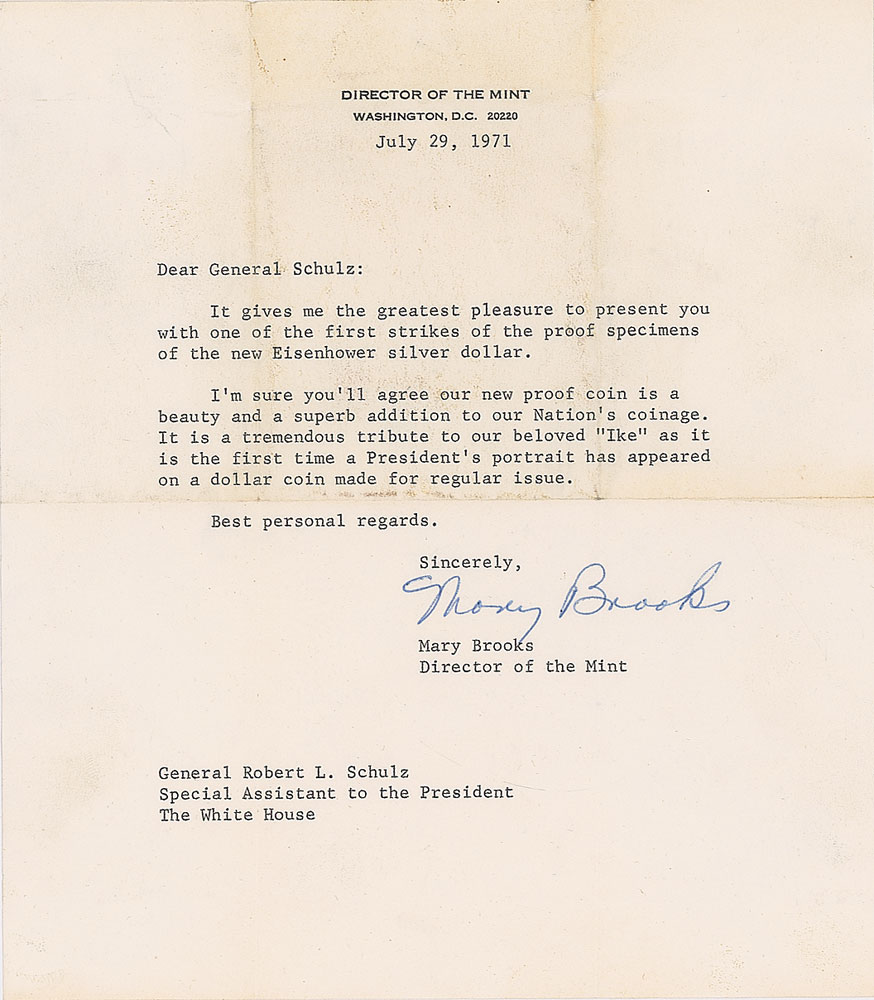 DIRECTOR OF THE MINT
WASHINGTON, D.C. 20220
July 29, 1971
Dear General Schulz:
It gives me the greatest pleasure to present you
with one of the first strikes of the proof specimens
of the new Eisenhower silver dollar.
I'm sure you'll agree our new proof coin is a
beauty and a superb addition to our Nation's coinage.
It is a tremendous tribute to our beloved "Ike" as it
is the first time a President's portrait has appeared
on a dollar coin made for regular issue.
Best personal regards.
Sincerely,
Mary Brooks
Mary Brooks
Director of the Mint
General Robert L. Schulz
Special Assistant to the President
The White House